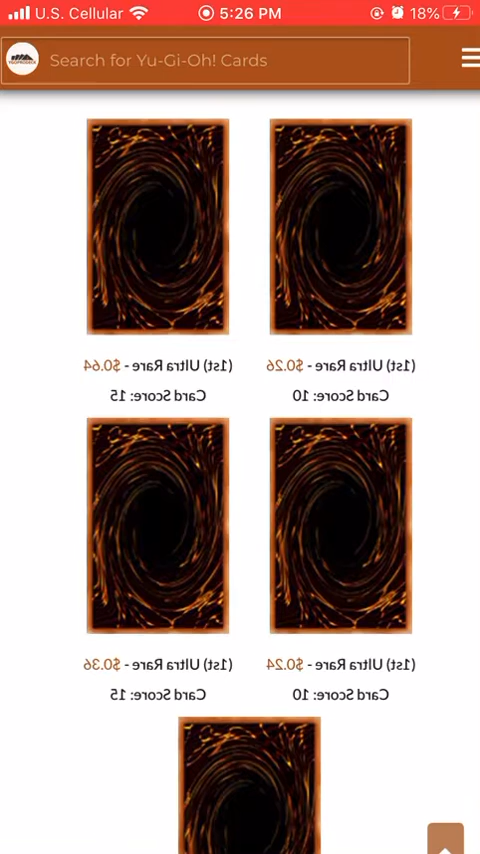 U.S. Cellular 5:26 PM 18%
Search for Yu-Gi-Oh! Cards
(1st) Ultra Rare - $0.64
(1st) Ultra Rare - $0.26
Card Score: 15
Card Score: 10
(1st) Ultra Rare - $0.36
(1st) Ultra Rare - $0.24
Card Score: 15
Card Score: 10